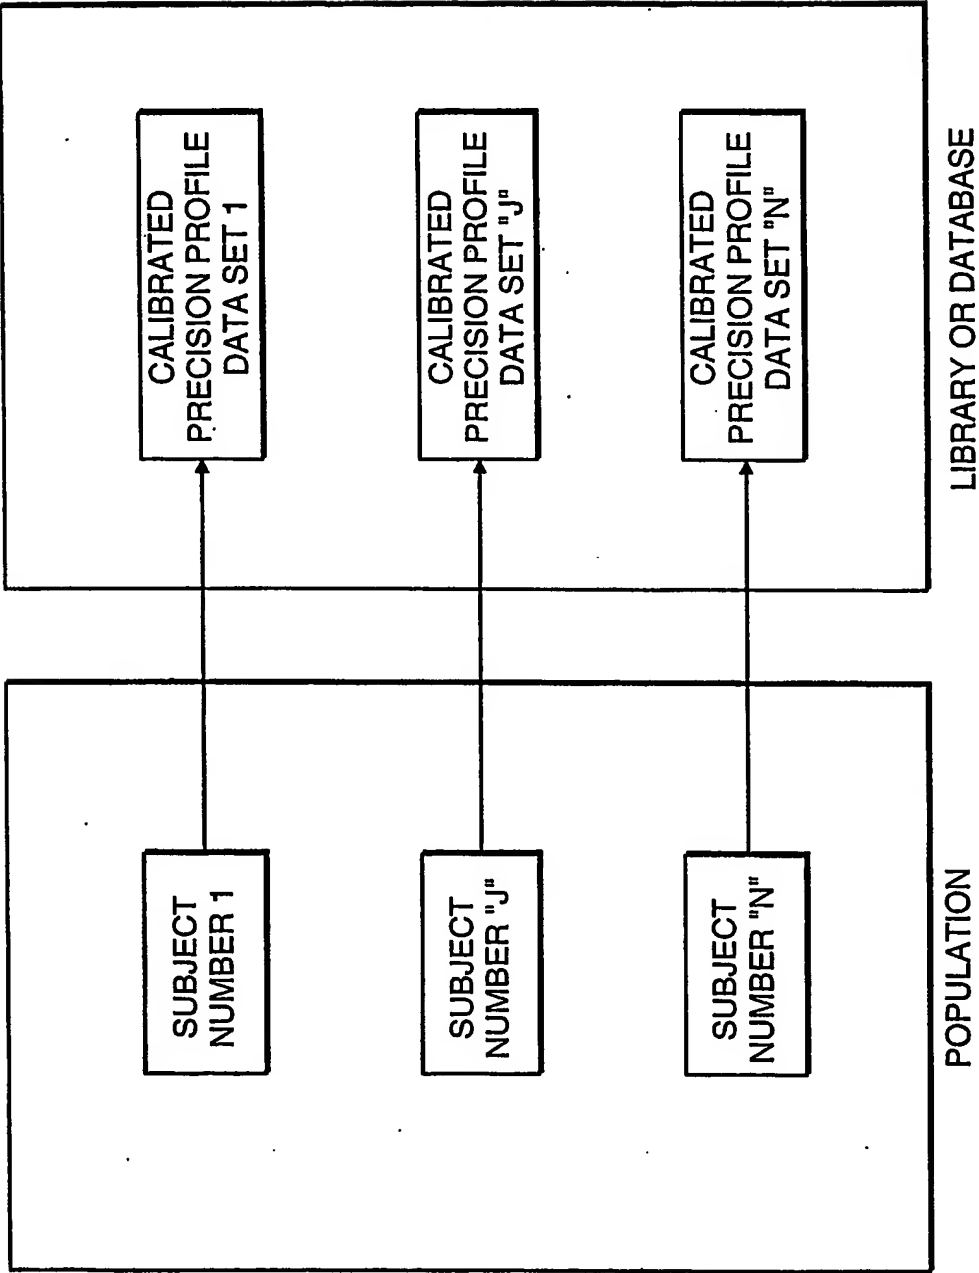 SUBJECT
NUMBER 1
SUBJECT
NUMBER "J"
SUBJECT
NUMBER "N"
POPULATION
CALIBRATED
PRECISION PROFILE
DATA SET 1
CALIBRATED
PRECISION PROFILE
DATA SET "J"
CALIBRATED
PRECISION PROFILE
DATA SET "N"
LIBRARY OR DATABASE